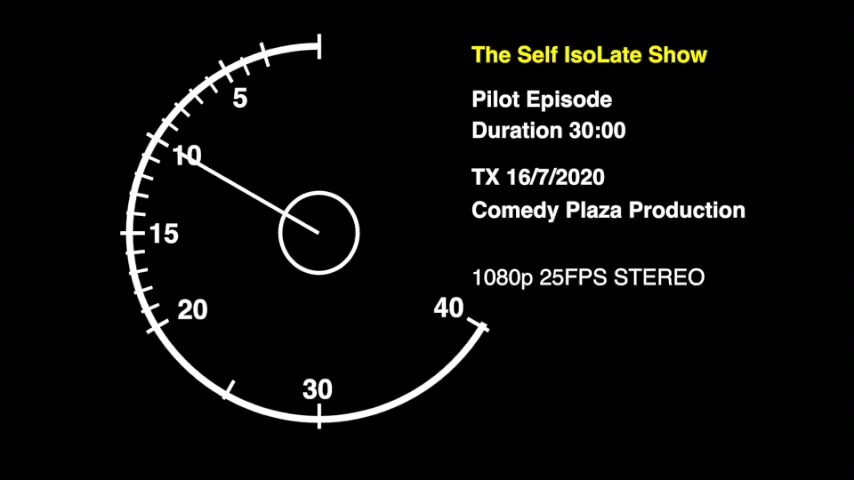 The Self IsoLate Show
Pilot Episode
Duration 30:00
TX 16/7/2020
Comedy Plaza Production
1080p 25FPS STEREO
5
10
15
20
30
40